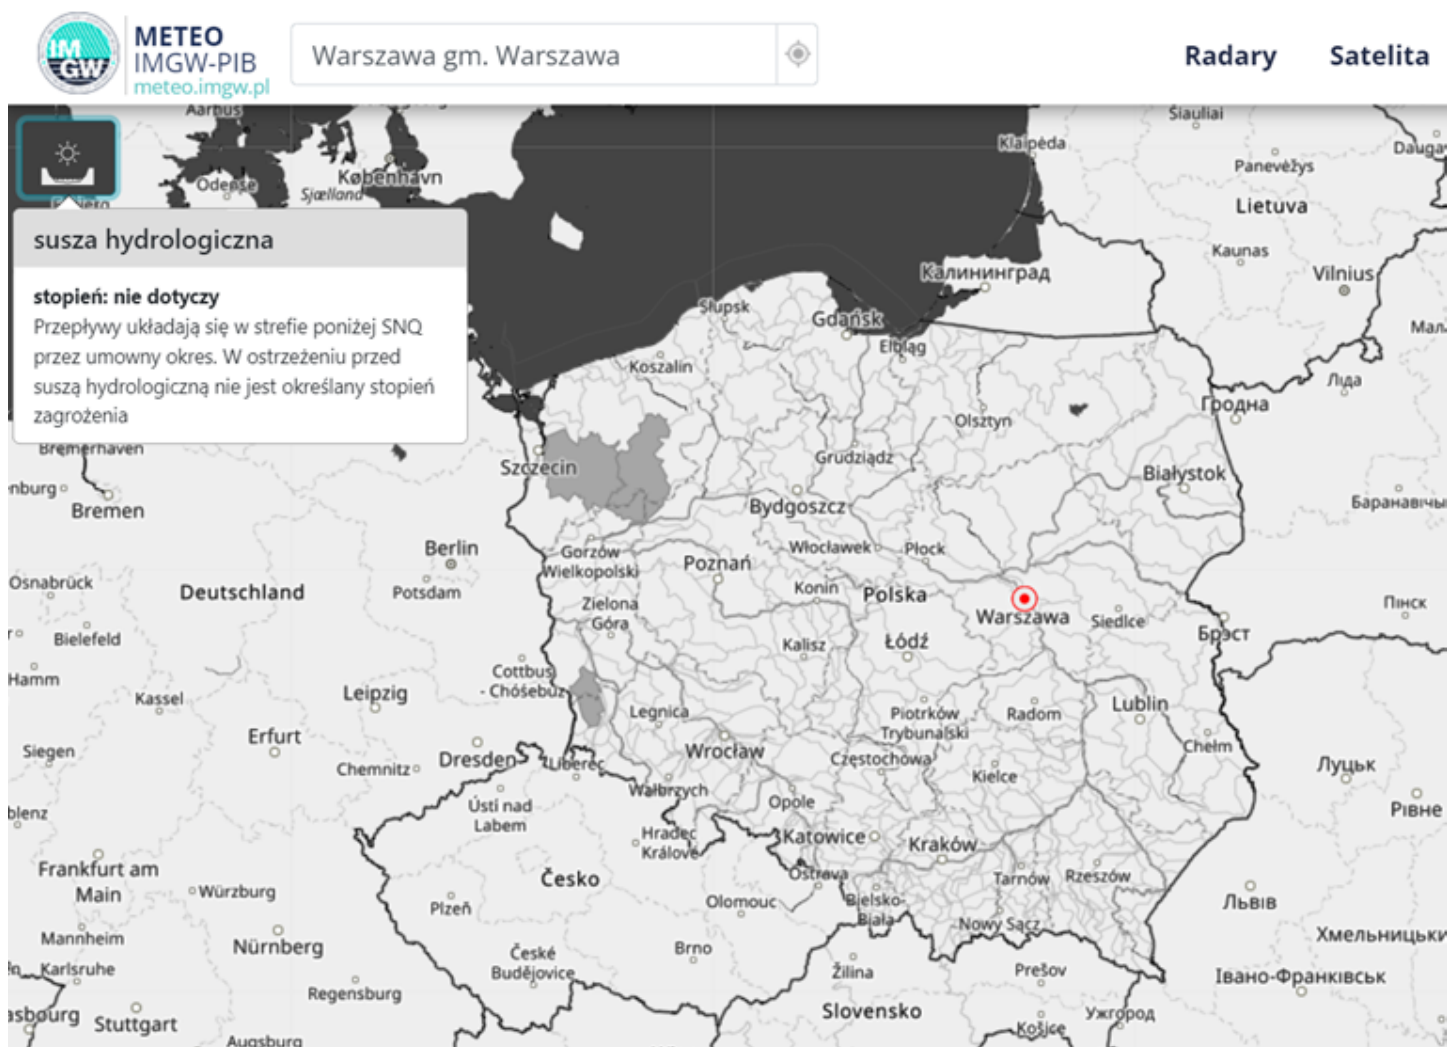 IM
GW
METEO
IMGW-PIB
meteo.imgw.pl
Warszawa gm. Warszawa
Radary
Satelita
susza hydrologiczna
stopień: nie dotyczy
Przepływy układają się w strefie poniżej SNQ
przez umowny okres. W ostrzeżeniu przed
suszą hydrologiczną nie jest określany stopień
zagrożenia
Aarhus
København
Odense
Sjælland
Klaipėda
Šiauliai
Panevėžys
Lietuva
Kaunas
Vilnius
Калининград
Słupsk
Gdańsk
Elbląg
Koszalin
Ліда
Гродна
Olsztyn
Bremerhaven
Szczecin
Grudziądz
Białystok
Bremen
Bydgoszcz
Баранавічы
Berlin
Gorzów
Wielkopolski
Poznań
Włocławek
Płock
Osnabrück
Deutschland
Potsdam
Konin
Polska
Zielona
Góra
Warszawa
Siedlce
Пінск
Брэст
Bielefeld
Kalisz
Łódź
Hamm
Cottbus
- Chóśebuz
Kassel
Leipzig
Legnica
Piotrków
Trybunalski
Radom
Lublin
Erfurt
Siegen
Dresden
Wrocław
Chełm
Chemnitz
Liberec
Częstochowa
Kielce
Луцьк
Wałbrzych
Opole
Рівне
Ústí nad
Labem
Hradec
Králové
Katowice
Kraków
Frankfurt am
Main
Würzburg
Česko
Ostrava
Tarnów
Rzeszów
Plzeň
Olomouc
Bielsko-
Biała
Львів
Mannheim
Nürnberg
Brno
Nowy Sącz
Хмельницьки
České
Budějovice
Karlsruhe
Žilina
Prešov
Івано-Франківськ
Regensburg
Slovensko
Ужгород
Stuttgart
Košice
Augsburg